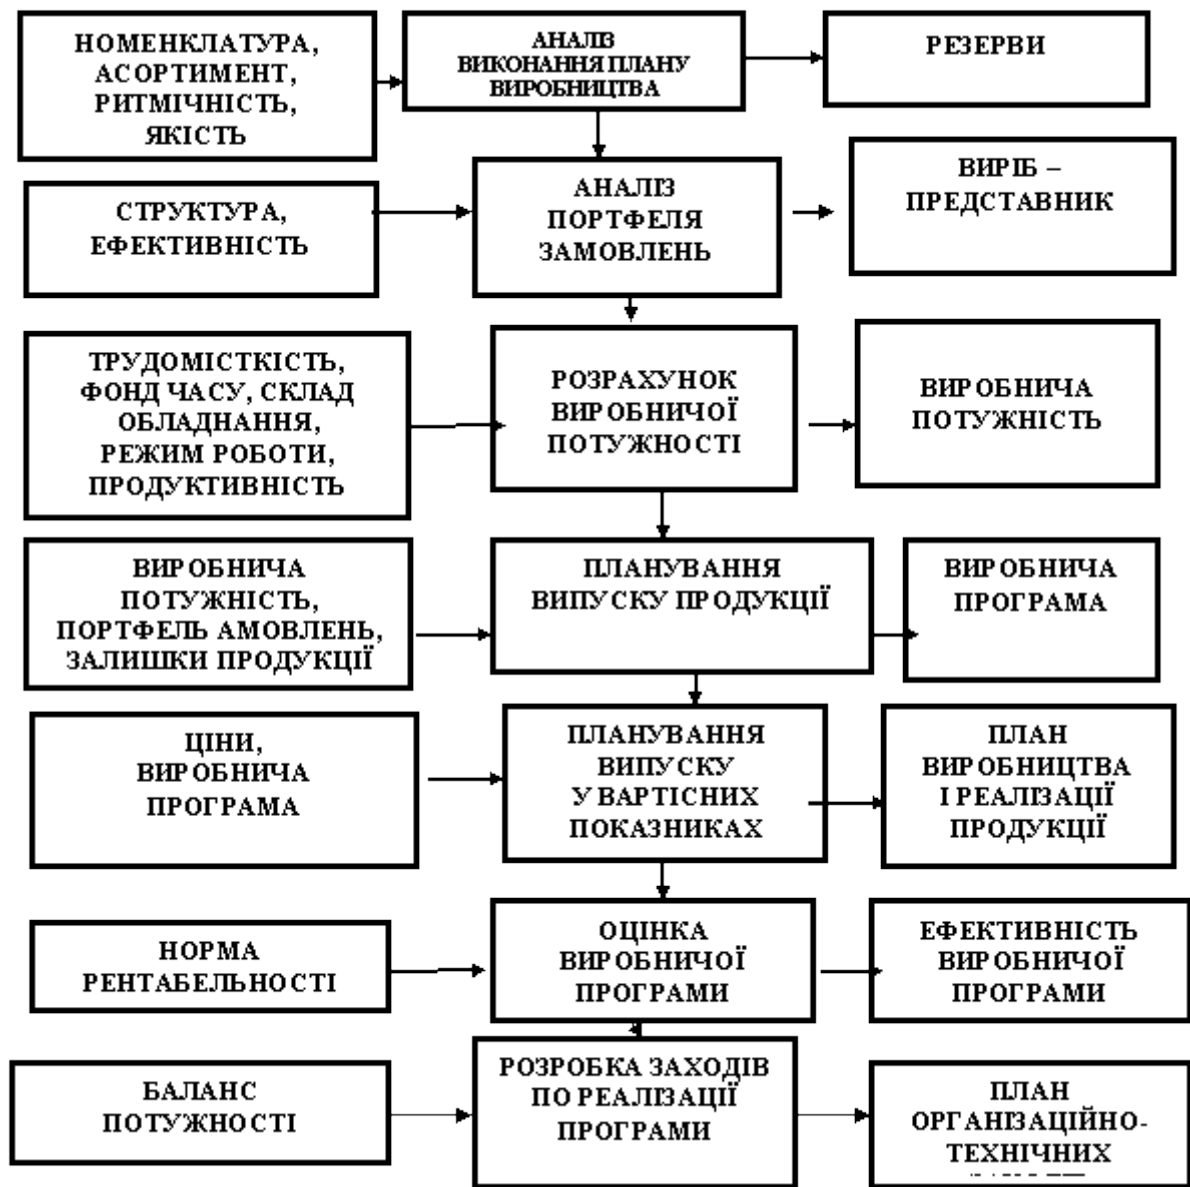 НОМЕНКЛАТУРА,
АСОРТИМЕНТ,
РИТМІЧНІСТЬ,
ЯКІСТЬ
АНАЛІЗ
ВИКОНАННЯ ПЛАНУ
ВИРОБНИЦТВА
РЕЗЕРВИ
СТРУКТУРА,
ЕФЕКТИВНІСТЬ
АНАЛІЗ
ПОРТФЕЛЯ
ЗАМОВЛЕНЬ
ВИРІБ –
ПРЕДСТАВНИК
ТРУДОМІСТКІСТЬ,
ФОНД ЧАСУ, СКЛАД
ОБЛАДНАННЯ,
РЕЖИМ РОБОТИ,
ПРОДУКТИВНІСТЬ
РОЗРАХУНОК
ВИРОБНИЧОЇ
ПОТУЖНОСТІ
ВИРОБНИЧА
ПОТУЖНІСТЬ
ВИРОБНИЧА
ПОТУЖНІСТЬ,
ПОРТФЕЛЬ АМОВЛЕНЬ,
ЗАЛИШКИ ПРОДУКЦІЇ
ПЛАНУВАННЯ
ВИПУСКУ ПРОДУКЦІЇ
ВИРОБНИЧА
ПРОГРАМА
ЦІНИ,
ВИРОБНИЧА
ПРОГРАМА
ПЛАНУВАННЯ
ВИПУСКУ
У ВАРТІСНИХ
ПОКАЗНИКАХ
ПЛАН
ВИРОБНИЦТВА
І РЕАЛІЗАЦІЇ
ПРОДУКЦІЇ
НОРМА
РЕНТАБЕЛЬНОСТІ
ОЦІНКА
ВИРОБНИЧОЇ
ПРОГРАМИ
ЕФЕКТИВНІСТЬ
ВИРОБНИЧОЇ
ПРОГРАМИ
БАЛАНС
ПОТУЖНОСТІ
РОЗРОБКА ЗАХОДІВ
ПО РЕАЛІЗАЦІЇ
ПРОГРАМИ
ПЛАН
ОРГАНІЗАЦІЙНО-
ТЕХНІЧНИХ